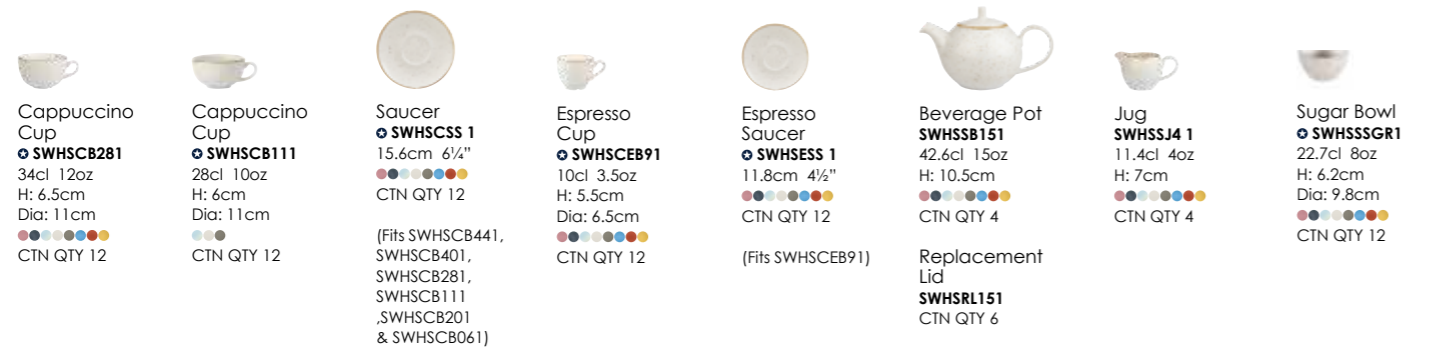 Cappuccino
Cup
SWHSCB281
34cl 12oz
H: 6.5cm
Dia: 11cm
CTN QTY 12
Cappuccino
Cup
SWHSCB111
28cl 10oz
H: 6cm
Dia: 11cm
CTN QTY 12
Saucer
SWHSCSS 1
15.6cm 6¼”
CTN QTY 12
(Fits SWHSCB441,
SWHSCB401,
SWHSCB281,
SWHSCB111
,SWHSCB201
& SWHSCB061)
Espresso
Cup
SWHSCEB91
10cl 3.5oz
H: 5.5cm
Dia: 6.5cm
CTN QTY 12
Espresso
Saucer
SWHSESS 1
11.8cm 4½”
CTN QTY 12
(Fits SWHSCEB91)
Beverage Pot
SWHSSB151
42.6cl 15oz
H: 10.5cm
CTN QTY 4
Replacement
Lid
SWHSRL151
CTN QTY 6
Jug
SWHSSJ4 1
11.4cl 4oz
H: 7cm
CTN QTY 4
Sugar Bowl
SWHSSSGR1
22.7cl 8oz
H: 6.2cm
Dia: 9.8cm
CTN QTY 12